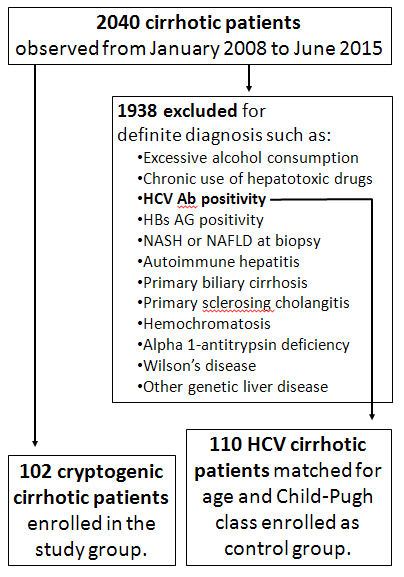 2040 cirrhotic patients
observed from January 2008 to June 2015
1938 excluded for
definite diagnosis such as:
•Excessive alcohol consumption
•Chronic use of hepatotoxic drugs
•HCV Ab positivity
•HBs AG positivity
•NASH or NAFLD at biopsy
•Autoimmune hepatitis
•Primary biliary cirrhosis
•Primary sclerosing cholangitis
•Hemochromatosis
•Alpha 1-antitrypsin deficiency
•Wilson's disease
•Other genetic liver disease
102 cryptogenic
cirrhotic patients
enrolled in the
study group.
110 HCV cirrhotic
patients matched for
age and Child-Pugh
class enrolled as
control group.